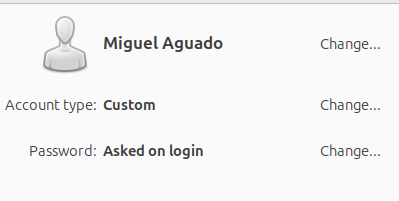 Miguel Aguado Change...
Account type: Custom Change...
Password: Asked on login Change...